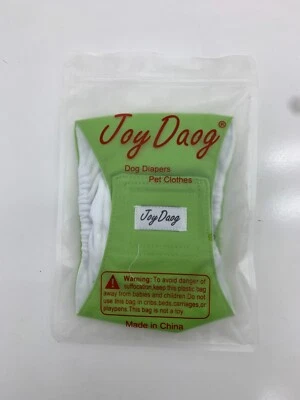 Joy Daog®
Dog Diapers
Pet Clothes
Joy Daog
Warning: To avoid danger of
suffocation,keep this plastic bag
away from babies and children.Do not
use this bag in cribs,beds,carriages,or
playpans.This bag is not a toy.
Made in China